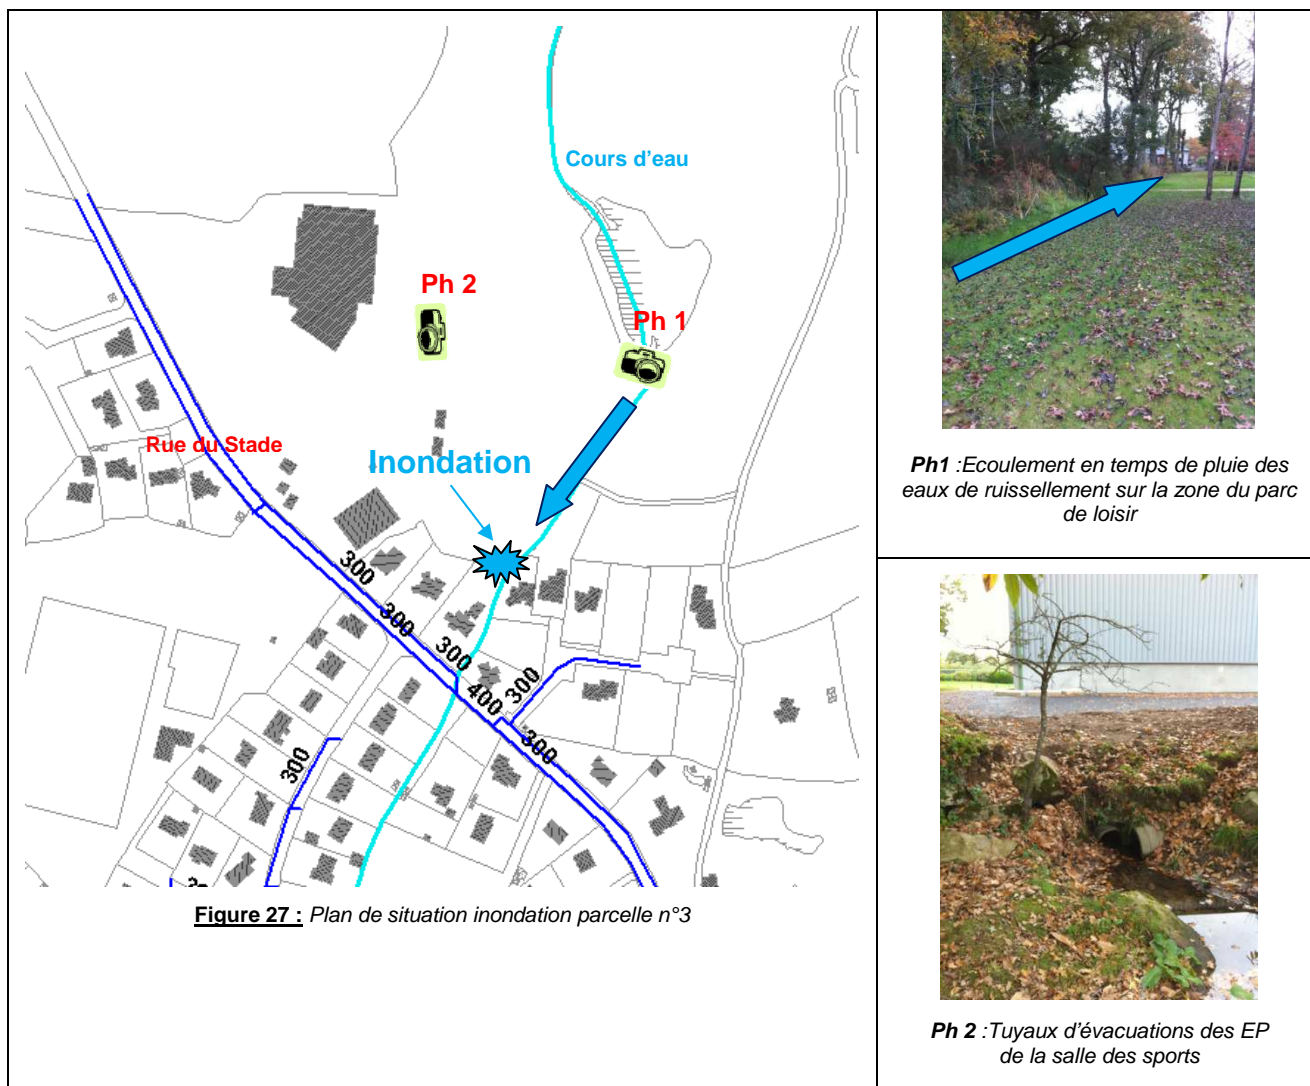 Cours d'eau
Ph 2
Ph 1
Rue du Stade
Inondation
300
300
300
400
300
300
300
Figure 27 : Plan de situation inondation parcelle n°3
Ph1 :Ecoulement en temps de pluie des
eaux de ruissellement sur la zone du parc
de loisir
Ph 2 :Tuyaux d'évacuations des EP
de la salle des sports